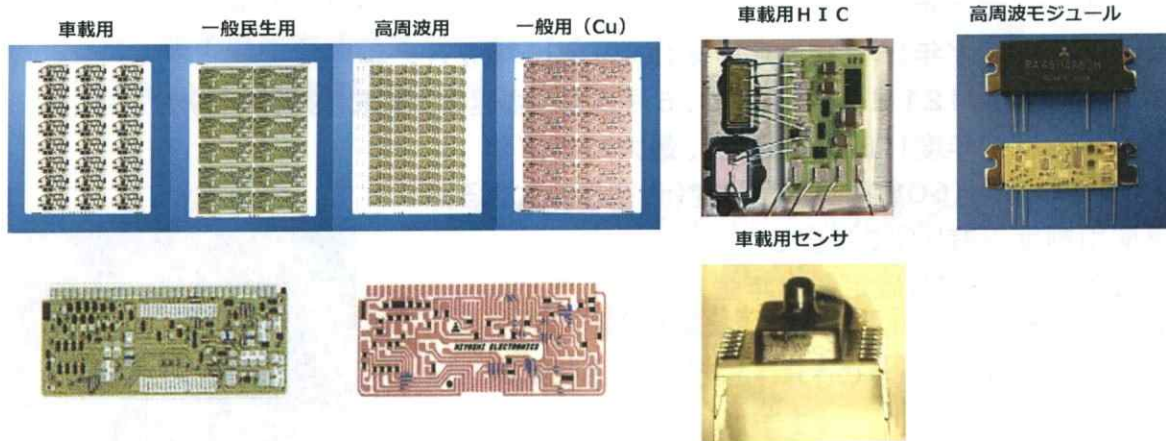 車載用
一般民生用
高周波用
一般用（Cu）
車載用ＨＩＣ
高周波モジュール
車載用センサ
MIYOSHI ELECTRONICS